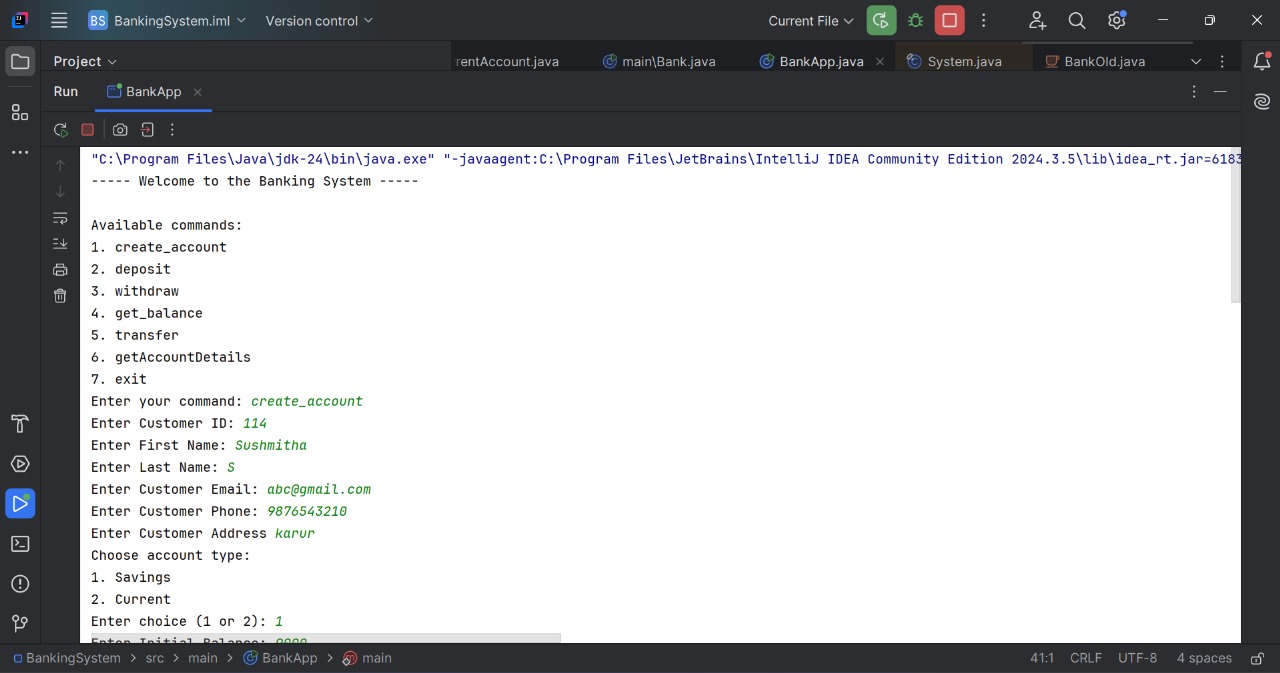 BS BankingSystem.iml Version control Current File
Project rentAccount.java main\Bank.java BankApp.java System.java BankOld.java
Run BankApp
"C:\Program Files\Java\jdk-24\bin\java.exe" "-javaagent:C:\Program Files\JetBrains\IntelliJ IDEA Community Edition 2024.3.5\lib\idea_rt.jar=6183
----- Welcome to the Banking System -----
Available commands:
1. create_account
2. deposit
3. withdraw
4. get_balance
5. transfer
6. getAccountDetails
7. exit
Enter your command: create_account
Enter Customer ID: 114
Enter First Name: Sushmitha
Enter Last Name: S
Enter Customer Email: abc@gmail.com
Enter Customer Phone: 9876543210
Enter Customer Address karur
Choose account type:
1. Savings
2. Current
Enter choice (1 or 2): 1
Enter Initial Balance: 9000
BankingSystem > src > main > BankApp > main 41:1 CRLF UTF-8 4 spaces